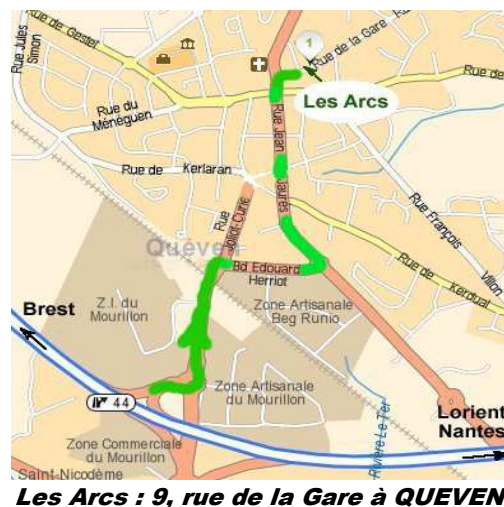 Rue Jules
Simon
Rue de Gestel
1
Rue de la Gare
Rue de
Les Arcs
Rue du
Ménéguen
Rue Jean
Jaurès
Rue de
Kerlaran
Rue François
Villon
Rue
Joliot-Curie
Quéven
Bd Edouard
Herriot
Rue de
Kerdual
Brest
Z.I. du
Mourillon
Zone Artisanale
Beg Runio
44
Zone Artisanale
du Mourillon
Rivière Le Ter
Lorient
Nantes
Zone Commerciale
du Mourillon
Saint-Nicodème
Les Arcs : 9, rue de la Gare à QUEVEN